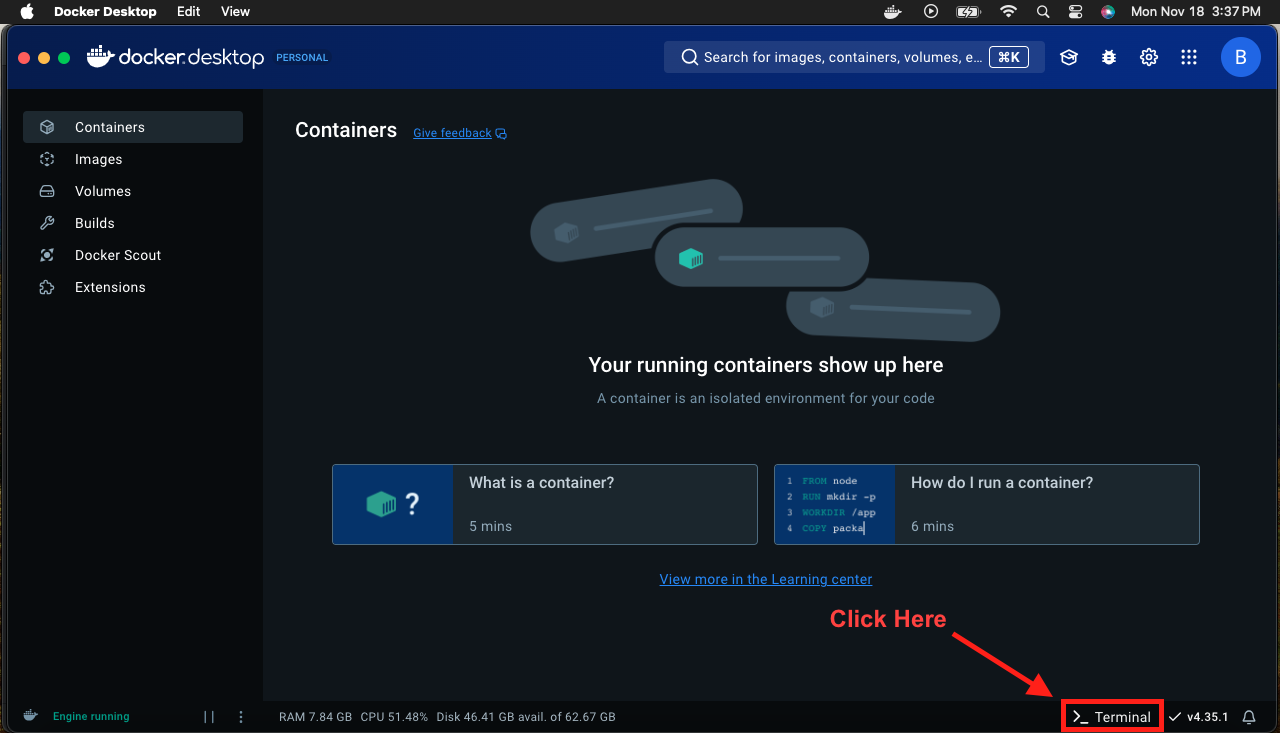 Docker Desktop Edit View Mon Nov 18 3:37 PM
docker.desktop PERSONAL Search for images, containers, volumes, e... ⌘K B
Containers
Images
Volumes
Builds
Docker Scout
Extensions
Containers Give feedback
Your running containers show up here
A container is an isolated environment for your code
?
What is a container?
5 mins
1 FROM node
2 RUN mkdir -p
3 WORKDIR /app
4 COPY packa
How do I run a container?
6 mins
View more in the Learning center
Click Here
Engine running RAM 7.84 GB CPU 51.48% Disk 46.41 GB avail. of 62.67 GB >_ Terminal v4.35.1